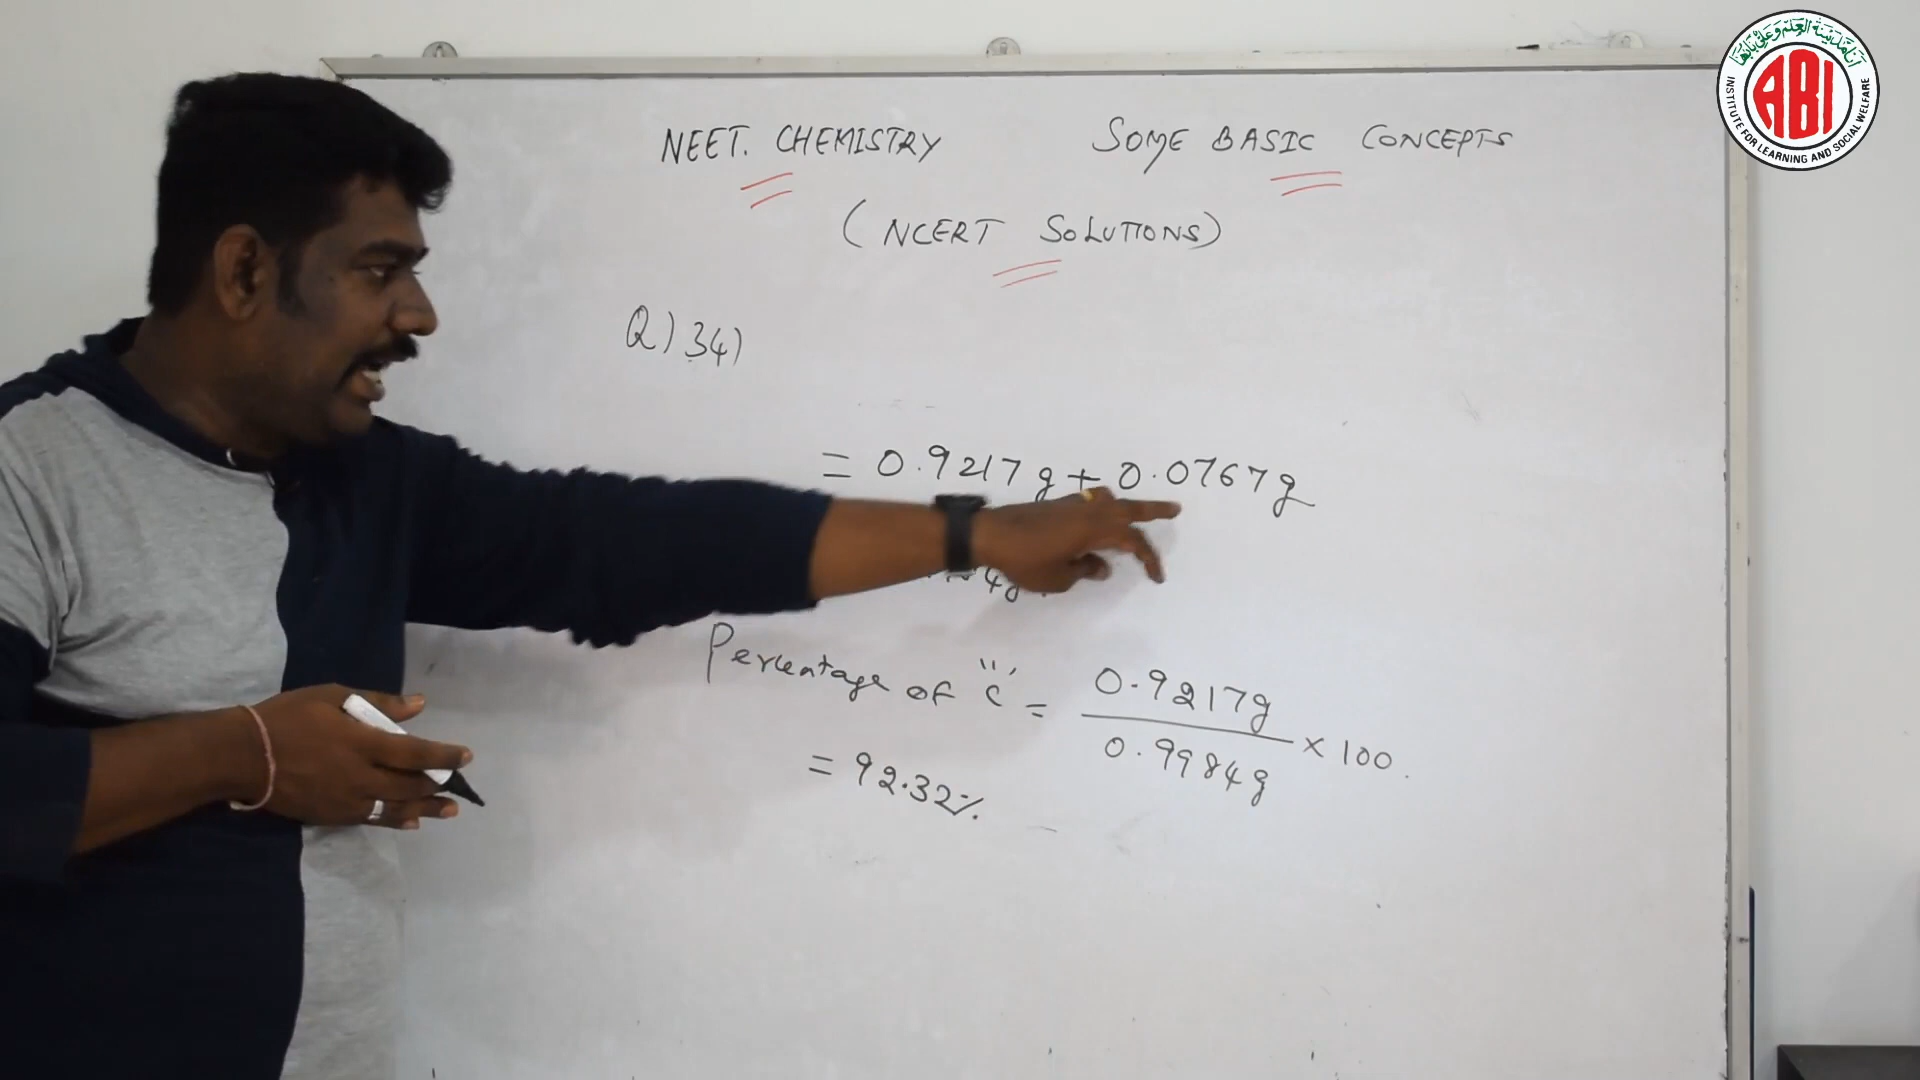 NEET. CHEMISTRY SOME BASIC CONCEPTS
(NCERT SOLUTIONS)
Q) 34)
= 0.9217g + 0.0767g
4g.
Percentage of "C" = 0.9217g / 0.9984g × 100.
= 92.32%
ABI
INSTITUTE FOR LEARNING AND SOCIAL WELFARE